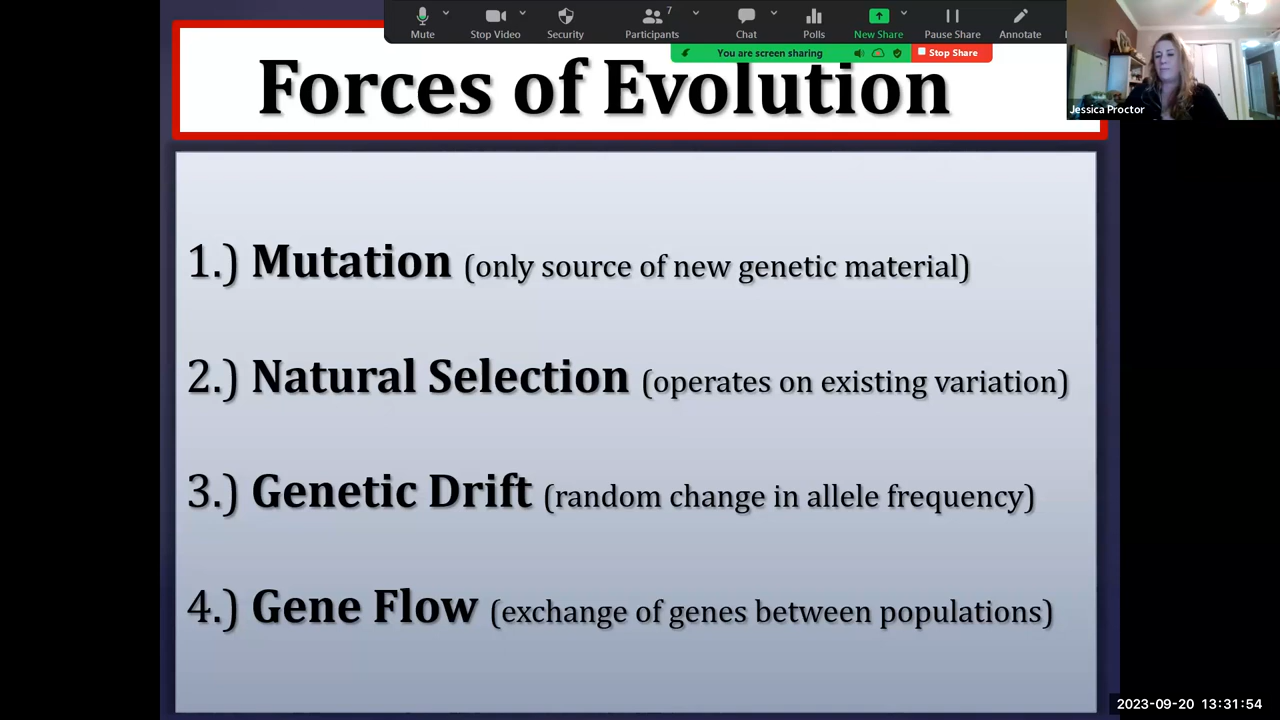 Mute
Stop Video
Security
7
Participants
Chat
Polls
New Share
Pause Share
Annotate
You are screen sharing
Stop Share
Jessica Proctor
Forces of Evolution
1.) Mutation (only source of new genetic material)
2.) Natural Selection (operates on existing variation)
3.) Genetic Drift (random change in allele frequency)
4.) Gene Flow (exchange of genes between populations)
2023-09-20 13:31:54